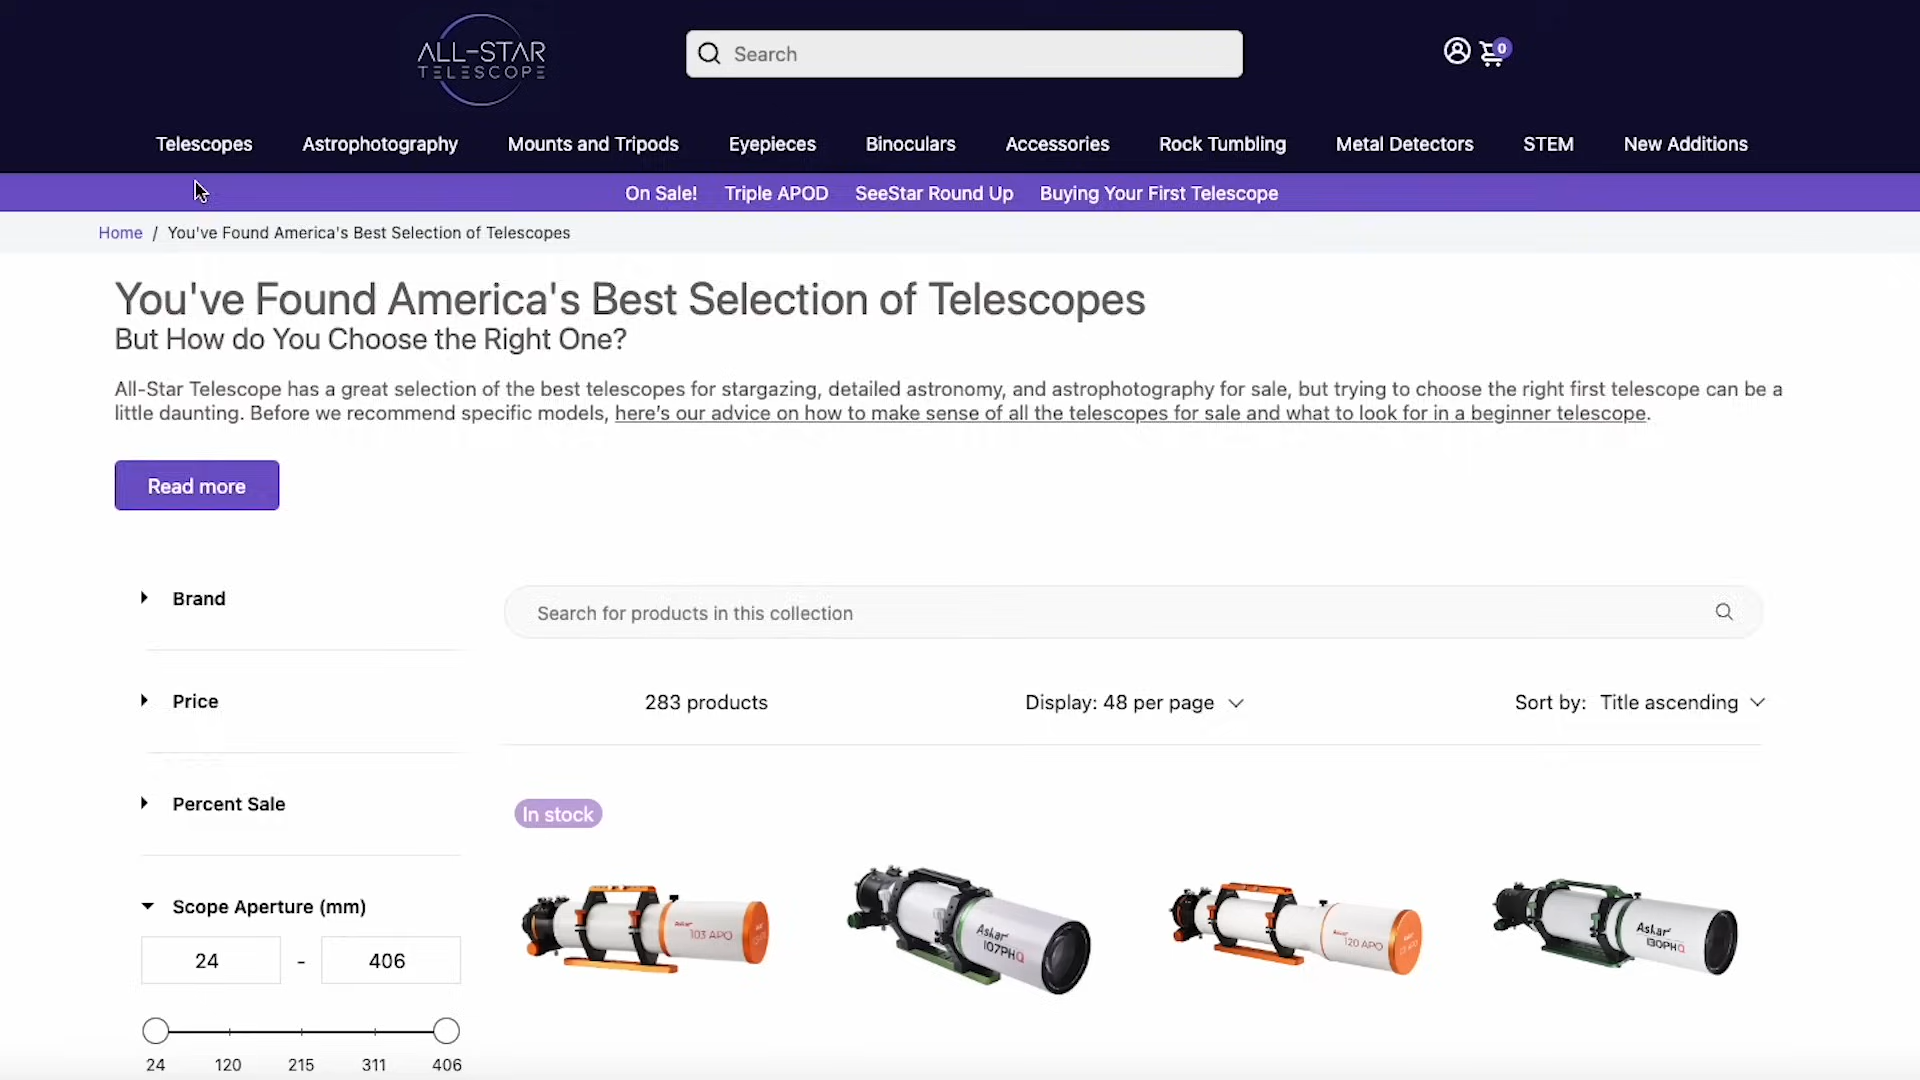 ALL-STAR
TELESCOPE
Search
0
Telescopes
Astrophotography
Mounts and Tripods
Eyepieces
Binoculars
Accessories
Rock Tumbling
Metal Detectors
STEM
New Additions
On Sale!
Triple APOD
SeeStar Round Up
Buying Your First Telescope
Home / You've Found America's Best Selection of Telescopes
You've Found America's Best Selection of Telescopes
But How do You Choose the Right One?
All-Star Telescope has a great selection of the best telescopes for stargazing, detailed astronomy, and astrophotography for sale, but trying to choose the right first telescope can be a
little daunting. Before we recommend specific models, here's our advice on how to make sense of all the telescopes for sale and what to look for in a beginner telescope.
Read more
Brand
Search for products in this collection
Price
283 products
Display: 48 per page
Sort by: Title ascending
Percent Sale
In stock
Scope Aperture (mm)
24 - 406
24 120 215 311 406
Askar
103 APO
Askar
107PHQ
Askar
120 APO
Askar
130PHQ